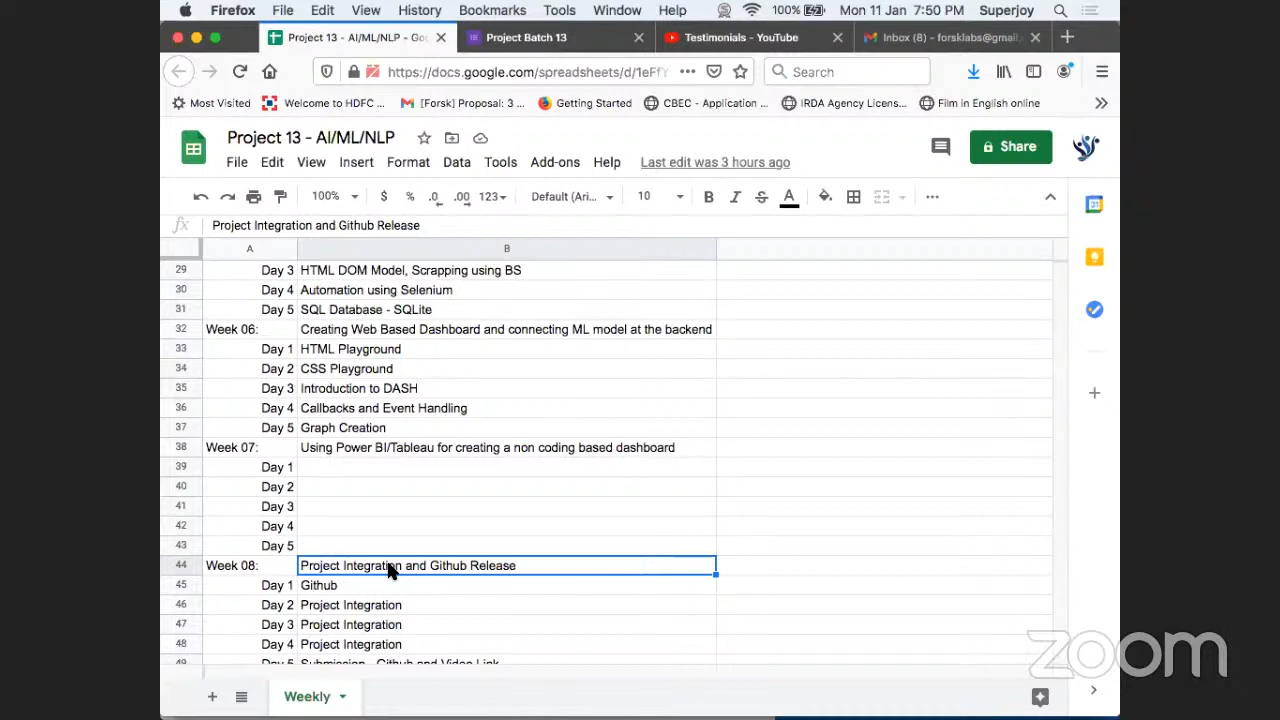 Firefox File Edit View History Bookmarks Tools Window Help 100% Mon 11 Jan 7:50 PM Superjoy
Project 13 - AI/ML/NLP - Goo Project Batch 13 Testimonials - YouTube Inbox (8) - forsklabs@gmail.
https://docs.google.com/spreadsheets/d/1eFfY Search
Most Visited Welcome to HDFC ... [Forsk] Proposal: 3 ... Getting Started CBEC - Application ... IRDA Agency Licens... Film in English online
Project 13 - AI/ML/NLP
Share
File Edit View Insert Format Data Tools Add-ons Help Last edit was 3 hours ago
100% $ % .0 .00 123 Default (Ari... 10 B I S A
fx Project Integration and Github Release
A B
29 Day 3 HTML DOM Model, Scrapping using BS
30 Day 4 Automation using Selenium
31 Day 5 SQL Database - SQLite
32 Week 06: Creating Web Based Dashboard and connecting ML model at the backend
33 Day 1 HTML Playground
34 Day 2 CSS Playground
35 Day 3 Introduction to DASH
36 Day 4 Callbacks and Event Handling
37 Day 5 Graph Creation
38 Week 07: Using Power BI/Tableau for creating a non coding based dashboard
39 Day 1
40 Day 2
41 Day 3
42 Day 4
43 Day 5
44 Week 08: Project Integration and Github Release
45 Day 1 Github
46 Day 2 Project Integration
47 Day 3 Project Integration
48 Day 4 Project Integration
49 Day 5 Submission - Github and Video Link
Weekly
zoom